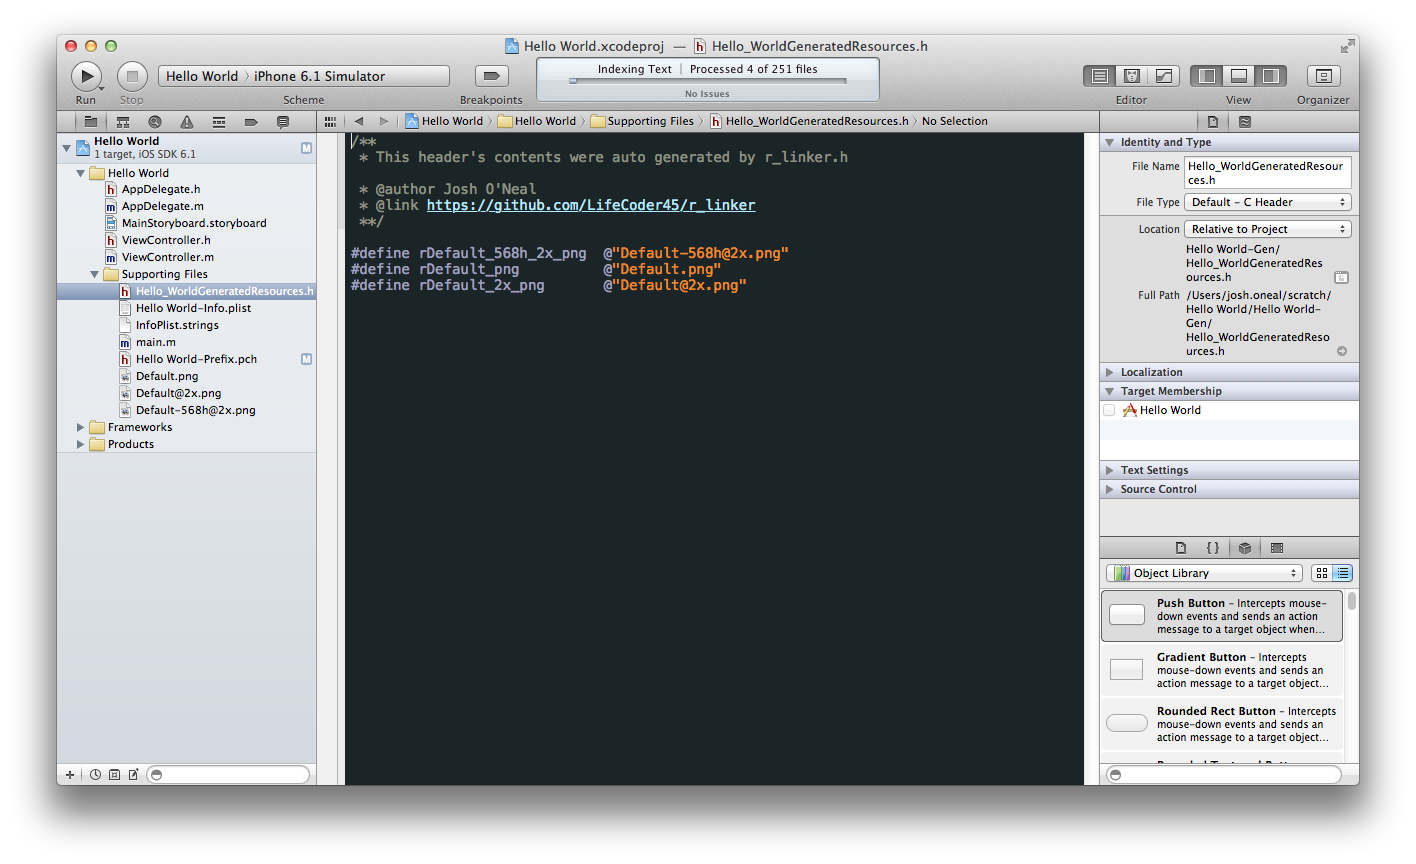 Hello World.xcodeproj — Hello_WorldGeneratedResources.h
Hello World iPhone 6.1 Simulator
Indexing Text | Processed 4 of 251 files
No Issues
Run Stop Scheme Breakpoints Editor View Organizer
Hello World Hello World Supporting Files Hello_WorldGeneratedResources.h No Selection
Hello World
1 target, iOS SDK 6.1
M
Hello World
AppDelegate.h
AppDelegate.m
MainStoryboard.storyboard
ViewController.h
ViewController.m
Supporting Files
Hello_WorldGeneratedResources.h
Hello World-Info.plist
InfoPlist.strings
main.m
Hello World-Prefix.pch M
Default.png
Default@2x.png
Default-568h@2x.png
Frameworks
Products
/**
* This header's contents were auto generated by r_linker.h
* @author Josh O'Neal
* @link https://github.com/LifeCoder45/r_linker
**/
#define rDefault_568h_2x_png @"Default-568h@2x.png"
#define rDefault_png @"Default.png"
#define rDefault_2x_png @"Default@2x.png"
Identity and Type
File Name Hello_WorldGeneratedResour
ces.h
File Type Default - C Header
Location Relative to Project
Hello World-Gen/
Hello_WorldGeneratedRes
ources.h
Full Path /Users/josh.oneal/scratch/
Hello World/Hello World-
Gen/
Hello_WorldGeneratedReso
urces.h
Localization
Target Membership
Hello World
Text Settings
Source Control
{ }
Object Library
Push Button - Intercepts mouse-
down events and sends an action
message to a target object when...
Gradient Button - Intercepts
mouse-down events and sends an
action message to a target object...
Rounded Rect Button - Intercepts
mouse-down events and sends an
action message to a target object...